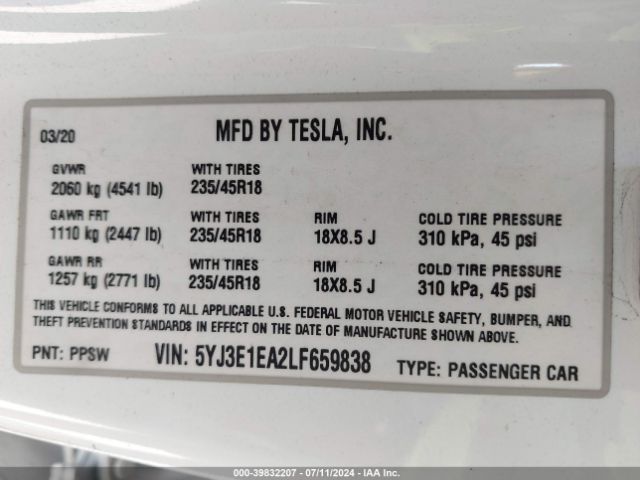 03/20 MFD BY TESLA, INC.
GVWR WITH TIRES
2060 kg (4541 lb) 235/45R18
GAWR FRT WITH TIRES RIM COLD TIRE PRESSURE
1110 kg (2447 lb) 235/45R18 18X8.5 J 310 kPa, 45 psi
GAWR RR WITH TIRES RIM COLD TIRE PRESSURE
1257 kg (2771 lb) 235/45R18 18X8.5 J 310 kPa, 45 psi
THIS VEHICLE CONFORMS TO ALL APPLICABLE U.S. FEDERAL MOTOR VEHICLE SAFETY, BUMPER, AND
THEFT PREVENTION STANDARDS IN EFFECT ON THE DATE OF MANUFACTURE SHOWN ABOVE.
PNT: PPSW VIN: 5YJ3E1EA2LF659838 TYPE: PASSENGER CAR
000-39832207 - 07/11/2024 - IAA Inc.